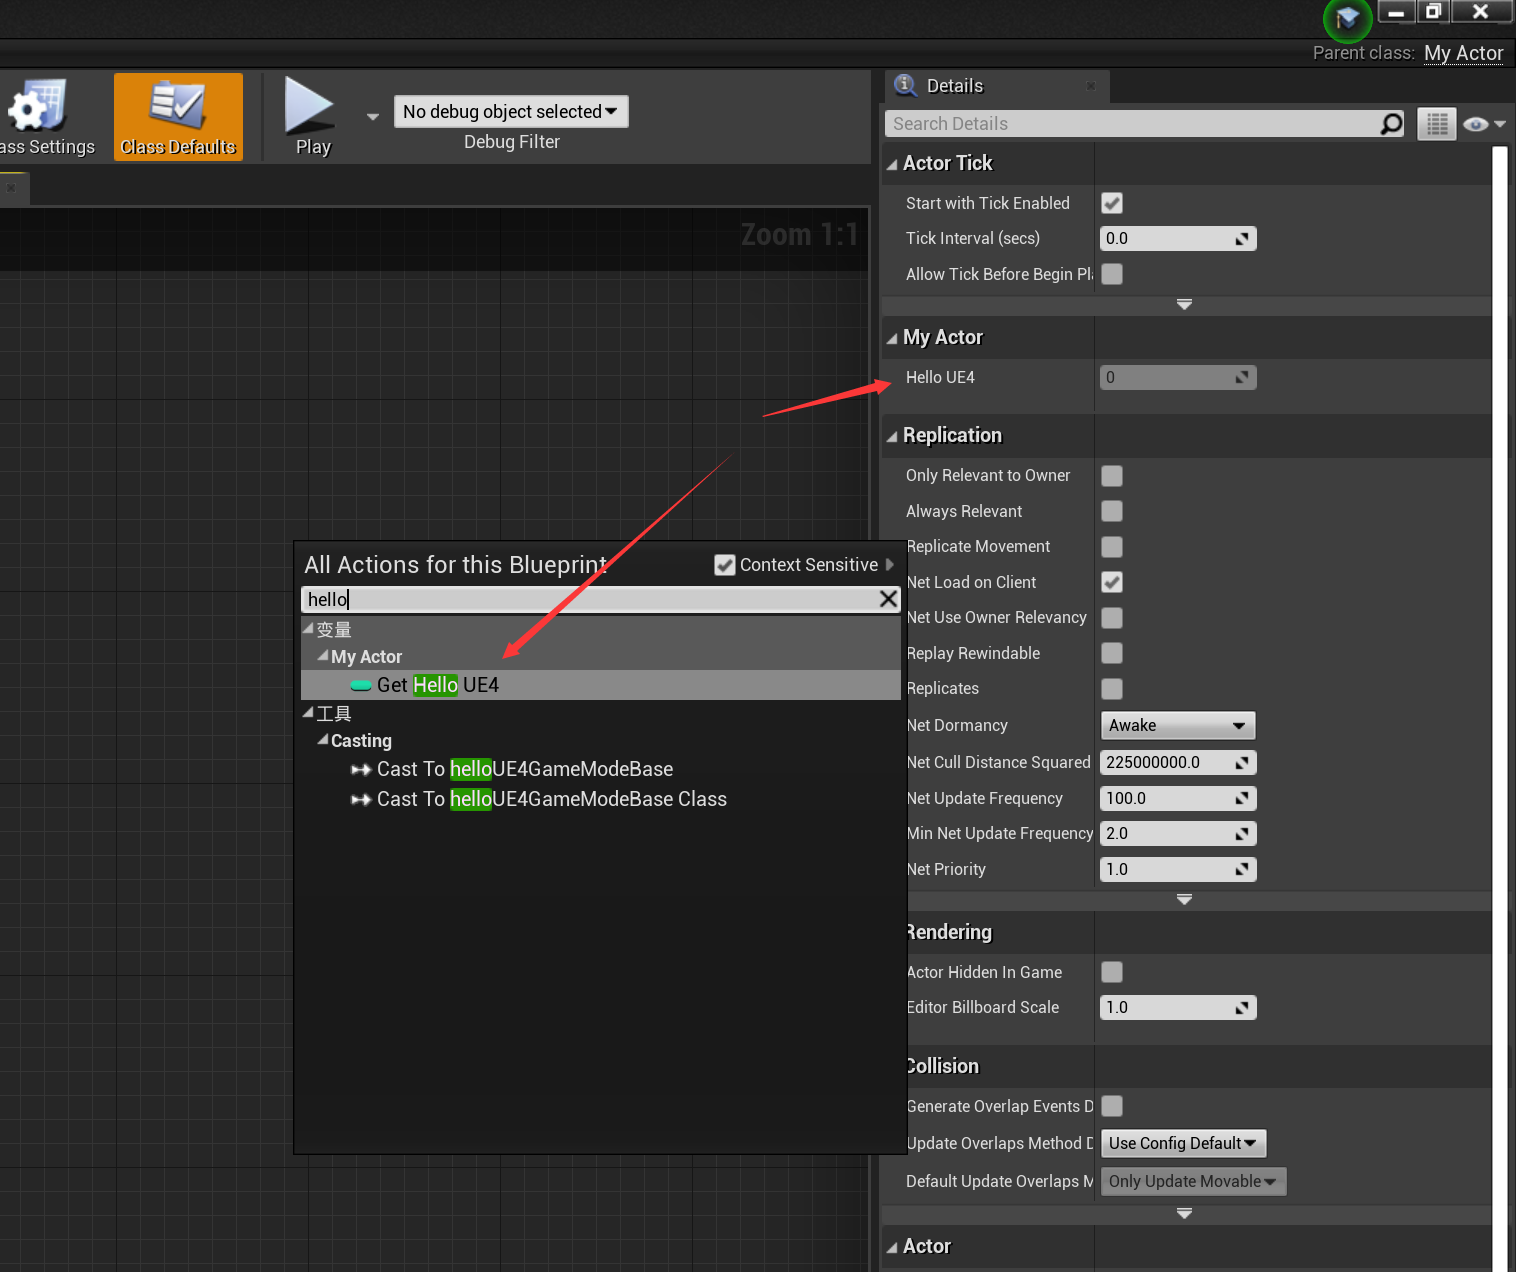 Parent class: My Actor
ass Settings
Class Defaults
Play
No debug object selected
Debug Filter
Zoom 1:1
Details
Search Details
Actor Tick
Start with Tick Enabled
Tick Interval (secs) 0.0
Allow Tick Before Begin Pl
My Actor
Hello UE4 0
Replication
Only Relevant to Owner
Always Relevant
Replicate Movement
Net Load on Client
Net Use Owner Relevancy
Replay Rewindable
Replicates
Net Dormancy Awake
Net Cull Distance Squared 225000000.0
Net Update Frequency 100.0
Min Net Update Frequency 2.0
Net Priority 1.0
Rendering
Actor Hidden In Game
Editor Billboard Scale 1.0
Collision
Generate Overlap Events D
Update Overlaps Method D Use Config Default
Default Update Overlaps M Only Update Movable
Actor
All Actions for this Blueprint
Context Sensitive
hello
变量
My Actor
Get Hello UE4
工具
Casting
Cast To helloUE4GameModeBase
Cast To helloUE4GameModeBase Class